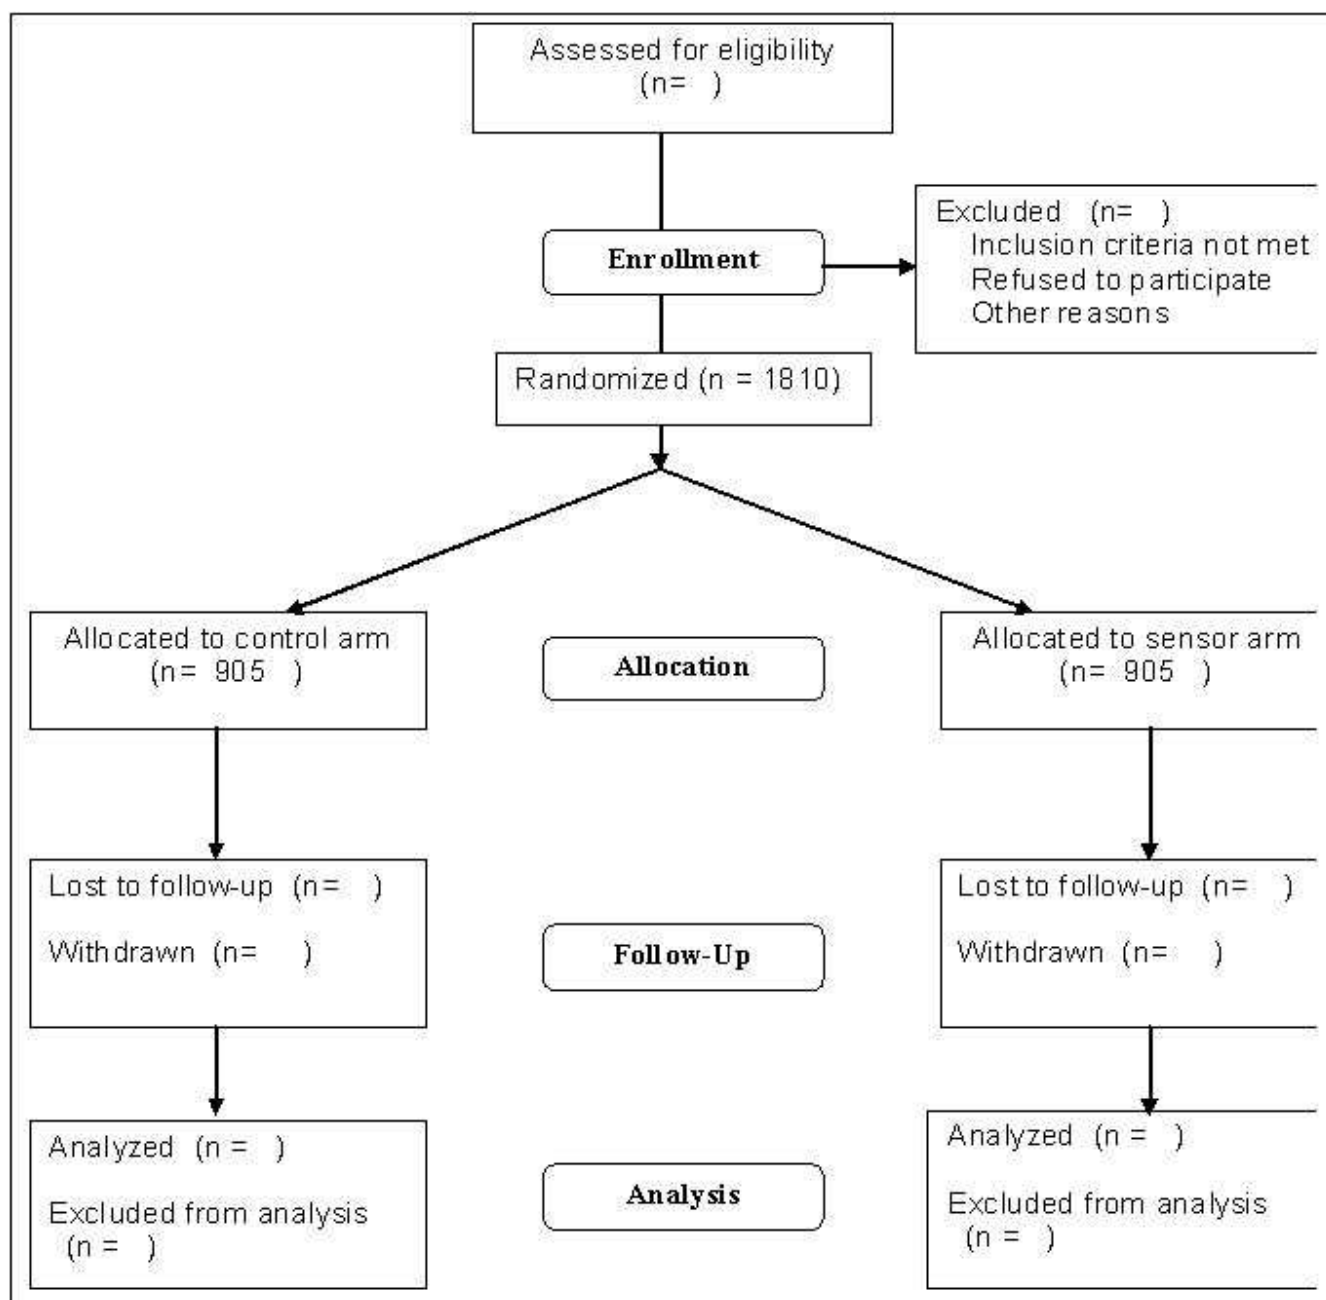 Assessed for eligibility
(n=   )
Excluded  (n=   )
Inclusion criteria not met
Enrollment
Refused to participate
Other reasons
Randomized (n = 1810)
Allocated to control arm
(n=  905   )
Allocation
Allocated to sensor arm
(n=  905   )
Lost to follow-up  (n=    )
Withdrawn  (n=     )
Follow-Up
Lost to follow-up  (n=    )
Withdrawn  (n=     )
Analyzed  (n =   )
Excluded from analysis
(n =   )
Analysis
Analyzed  (n =   )
Excluded from analysis
(n =   )